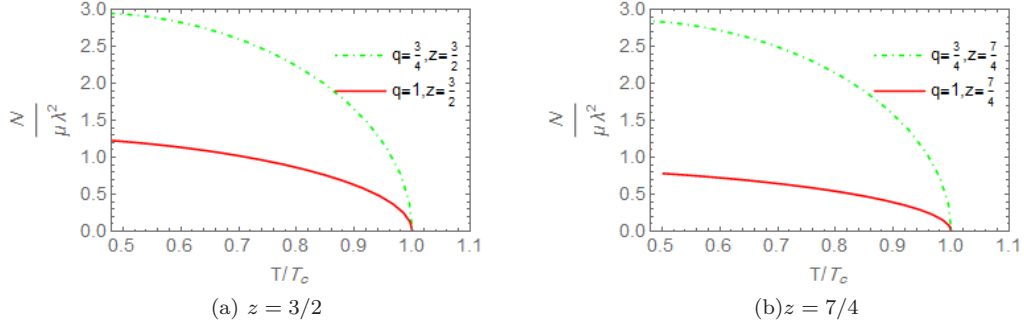 3.0
2.5
2.0
1.5
1.0
0.5
0.0
N / μ λ²
q=3/4, z=3/2
q=1, z=3/2
0.5 0.6 0.7 0.8 0.9 1.0 1.1
T/T_c
(a) z = 3/2
3.0
2.5
2.0
1.5
1.0
0.5
0.0
N / μ λ²
q=3/4, z=7/4
q=1, z=7/4
0.5 0.6 0.7 0.8 0.9 1.0 1.1
T/T_c
(b)z = 7/4